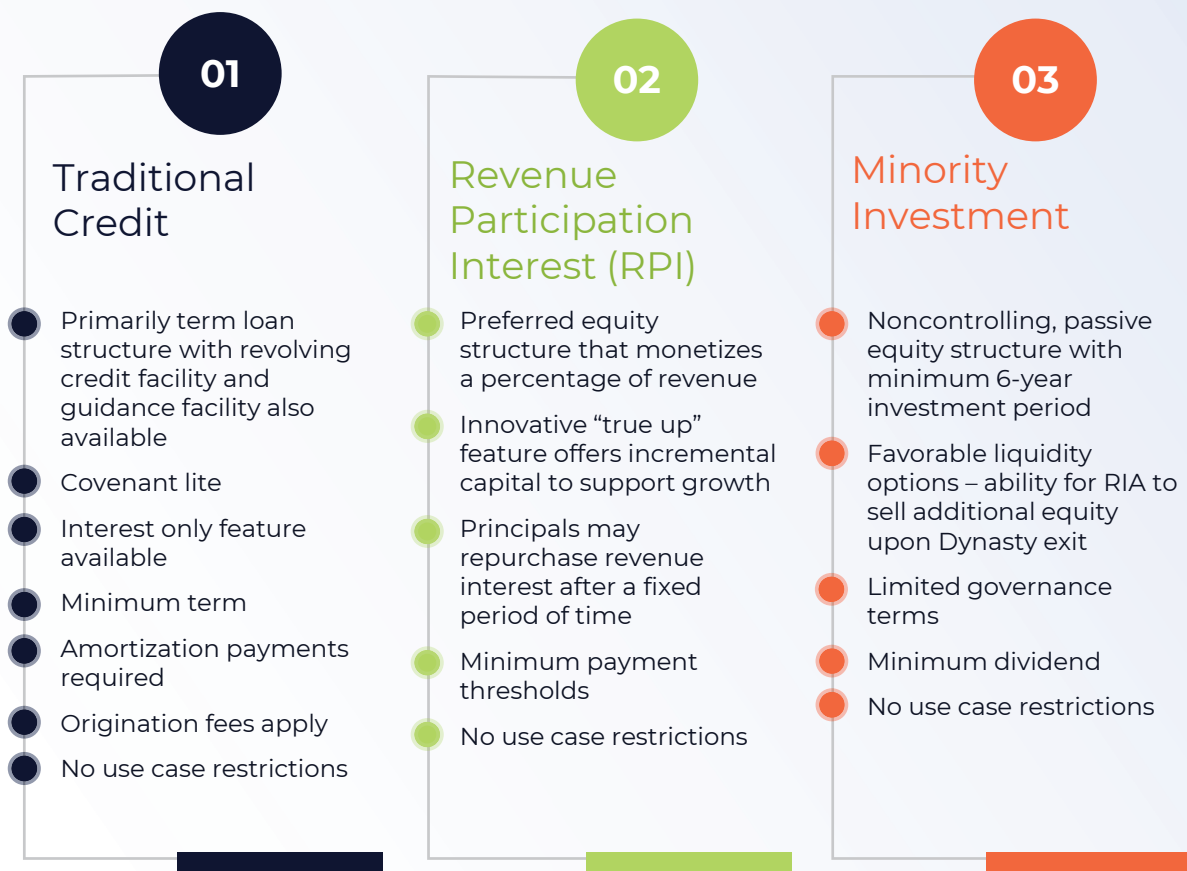 01
Traditional
Credit
Primarily term loan
structure with revolving
credit facility and
guidance facility also
available
Covenant lite
Interest only feature
available
Minimum term
Amortization payments
required
Origination fees apply
No use case restrictions
02
Revenue
Participation
Interest (RPI)
Preferred equity
structure that monetizes
a percentage of revenue
Innovative “true up”
feature offers incremental
capital to support growth
Principals may
repurchase revenue
interest after a fixed
period of time
Minimum payment
thresholds
No use case restrictions
03
Minority
Investment
Noncontrolling, passive
equity structure with
minimum 6-year
investment period
Favorable liquidity
options – ability for RIA to
sell additional equity
upon Dynasty exit
Limited governance
terms
Minimum dividend
No use case restrictions